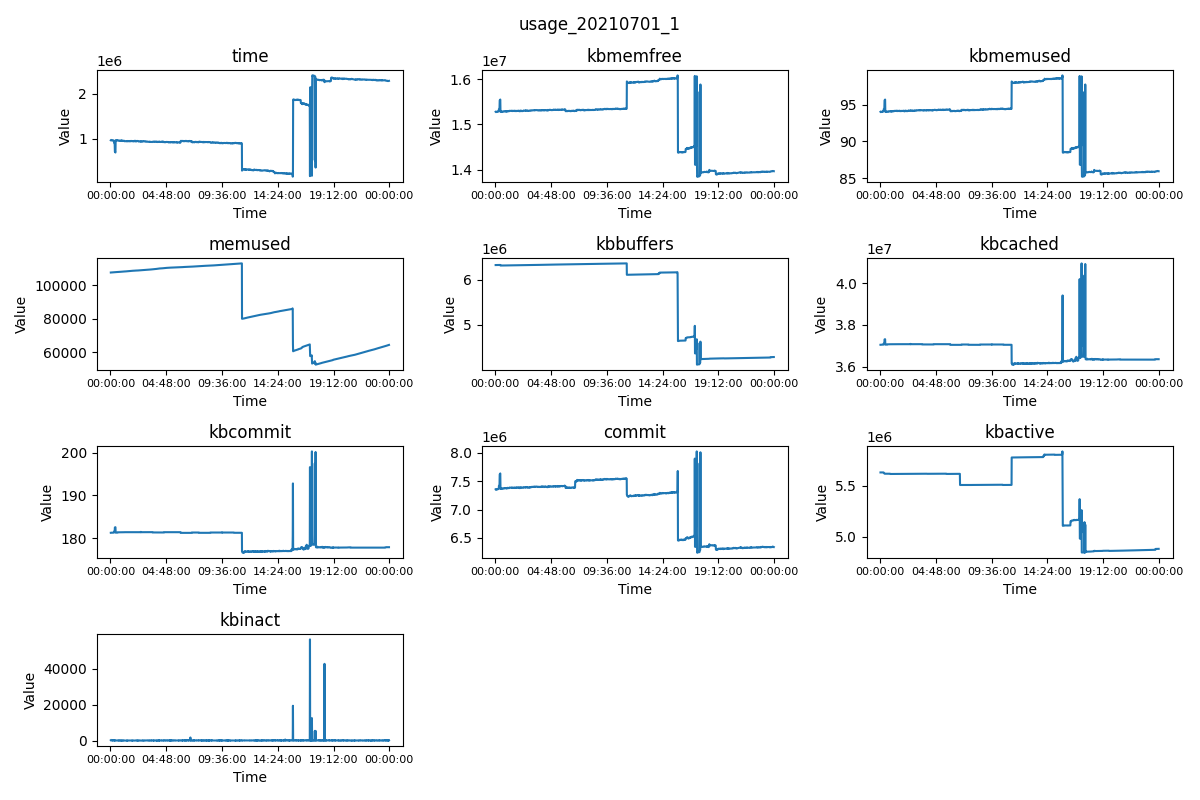 usage_20210701_1
time
1e6
Value
2
1
00:00:00 04:48:00 09:36:00 14:24:00 19:12:00 00:00:00
Time
kbmemfree
1e7
Value
1.6
1.5
1.4
00:00:00 04:48:00 09:36:00 14:24:00 19:12:00 00:00:00
Time
kbmemused
Value
95
90
85
00:00:00 04:48:00 09:36:00 14:24:00 19:12:00 00:00:00
Time
memused
Value
100000
80000
60000
00:00:00 04:48:00 09:36:00 14:24:00 19:12:00 00:00:00
Time
kbbuffers
1e6
Value
6
5
00:00:00 04:48:00 09:36:00 14:24:00 19:12:00 00:00:00
Time
kbcached
1e7
Value
4.0
3.8
3.6
00:00:00 04:48:00 09:36:00 14:24:00 19:12:00 00:00:00
Time
kbcommit
Value
200
190
180
00:00:00 04:48:00 09:36:00 14:24:00 19:12:00 00:00:00
Time
commit
1e6
Value
8.0
7.5
7.0
6.5
00:00:00 04:48:00 09:36:00 14:24:00 19:12:00 00:00:00
Time
kbactive
1e6
Value
5.5
5.0
00:00:00 04:48:00 09:36:00 14:24:00 19:12:00 00:00:00
Time
kbinact
Value
40000
20000
0
00:00:00 04:48:00 09:36:00 14:24:00 19:12:00 00:00:00
Time